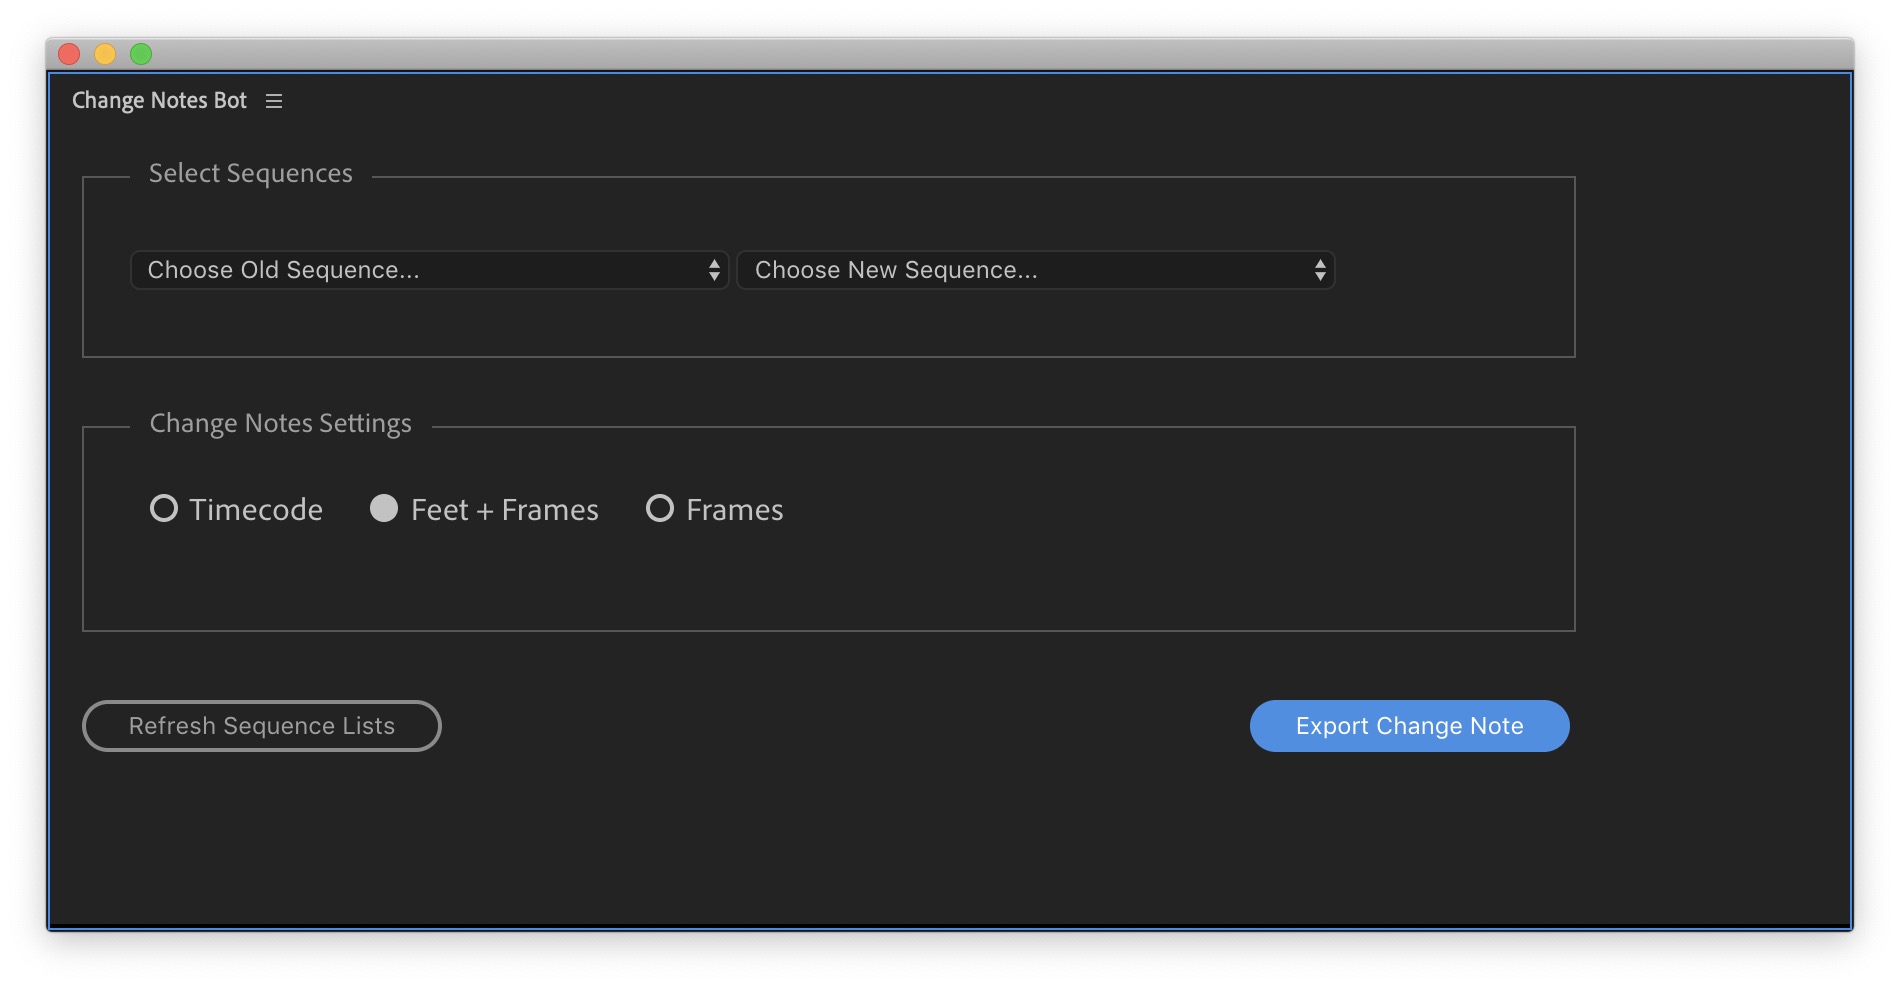 Change Notes Bot
Select Sequences
Choose Old Sequence...
Choose New Sequence...
Change Notes Settings
Timecode
Feet + Frames
Frames
Refresh Sequence Lists
Export Change Note